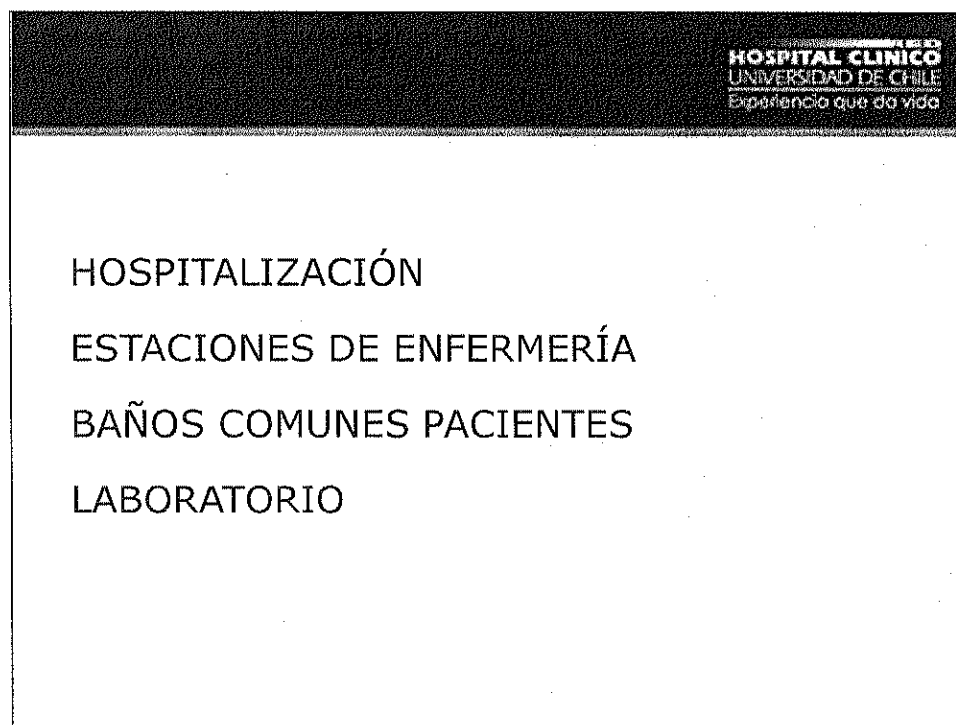 HOSPITAL CLINICO
UNIVERSIDAD DE CHILE
Experiencia que da vida
HOSPITALIZACIÓN
ESTACIONES DE ENFERMERÍA
BAÑOS COMUNES PACIENTES
LABORATORIO